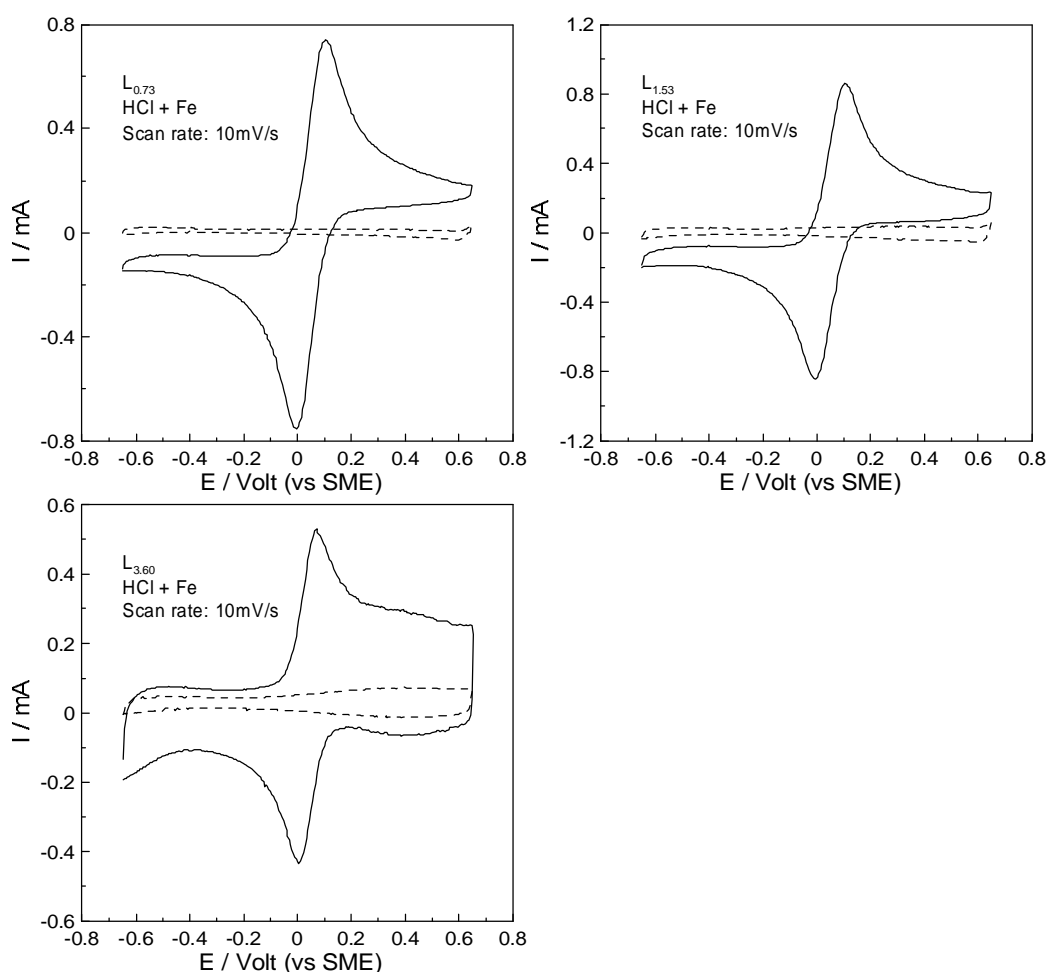 0.8
0.4
0
-0.4
-0.8
I / mA
L0.73
HCl + Fe
Scan rate: 10mV/s
-0.8 -0.6 -0.4 -0.2 0 0.2 0.4 0.6 0.8
E / Volt (vs SME)
1.2
0.8
0.4
0
-0.4
-0.8
-1.2
I / mA
L1.53
HCl + Fe
Scan rate: 10mV/s
-0.8 -0.6 -0.4 -0.2 0 0.2 0.4 0.6 0.8
E / Volt (vs SME)
0.6
0.4
0.2
0
-0.2
-0.4
-0.6
I / mA
L3.60
HCl + Fe
Scan rate: 10mV/s
-0.8 -0.6 -0.4 -0.2 0 0.2 0.4 0.6 0.8
E / Volt (vs SME)